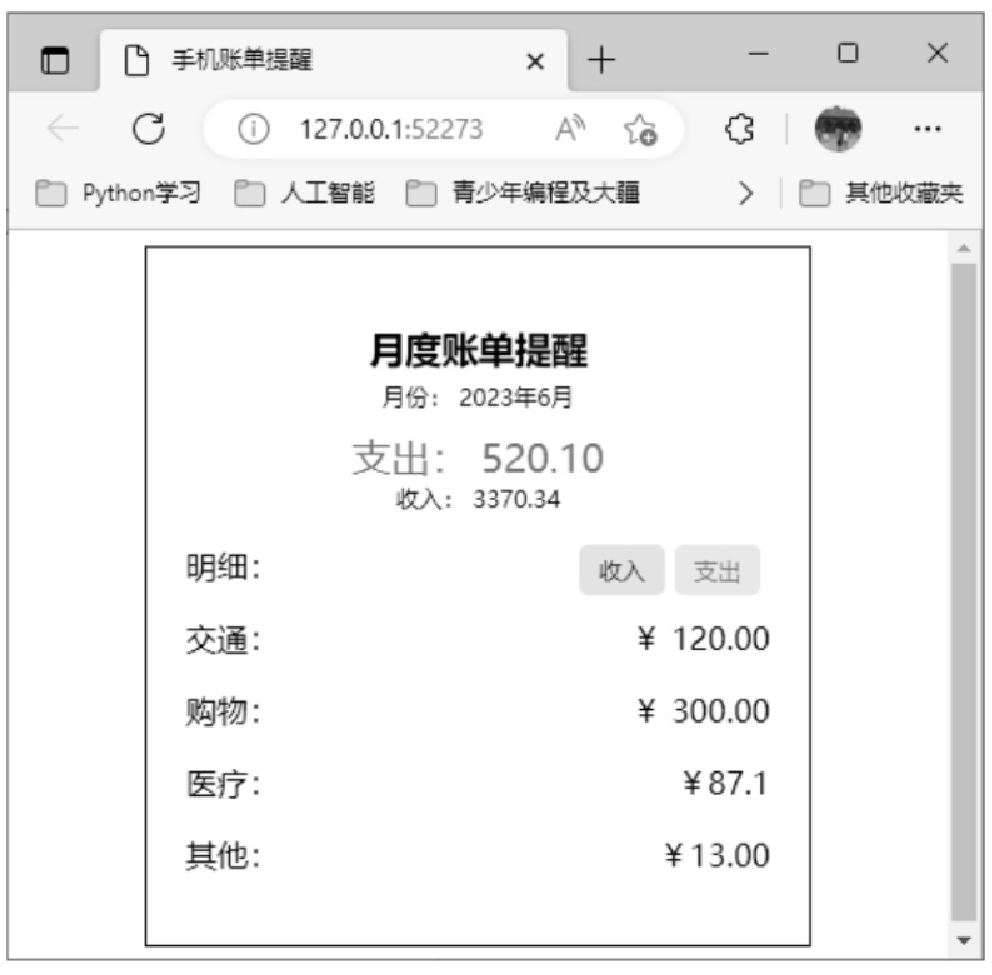 手机账单提醒
127.0.0.1:52273
Python学习 人工智能 青少年编程及大疆 其他收藏夹
月度账单提醒
月份： 2023年6月
支出： 520.10
收入： 3370.34
明细： 收入 支出
交通： ¥ 120.00
购物： ¥ 300.00
医疗： ¥87.1
其他： ¥13.00